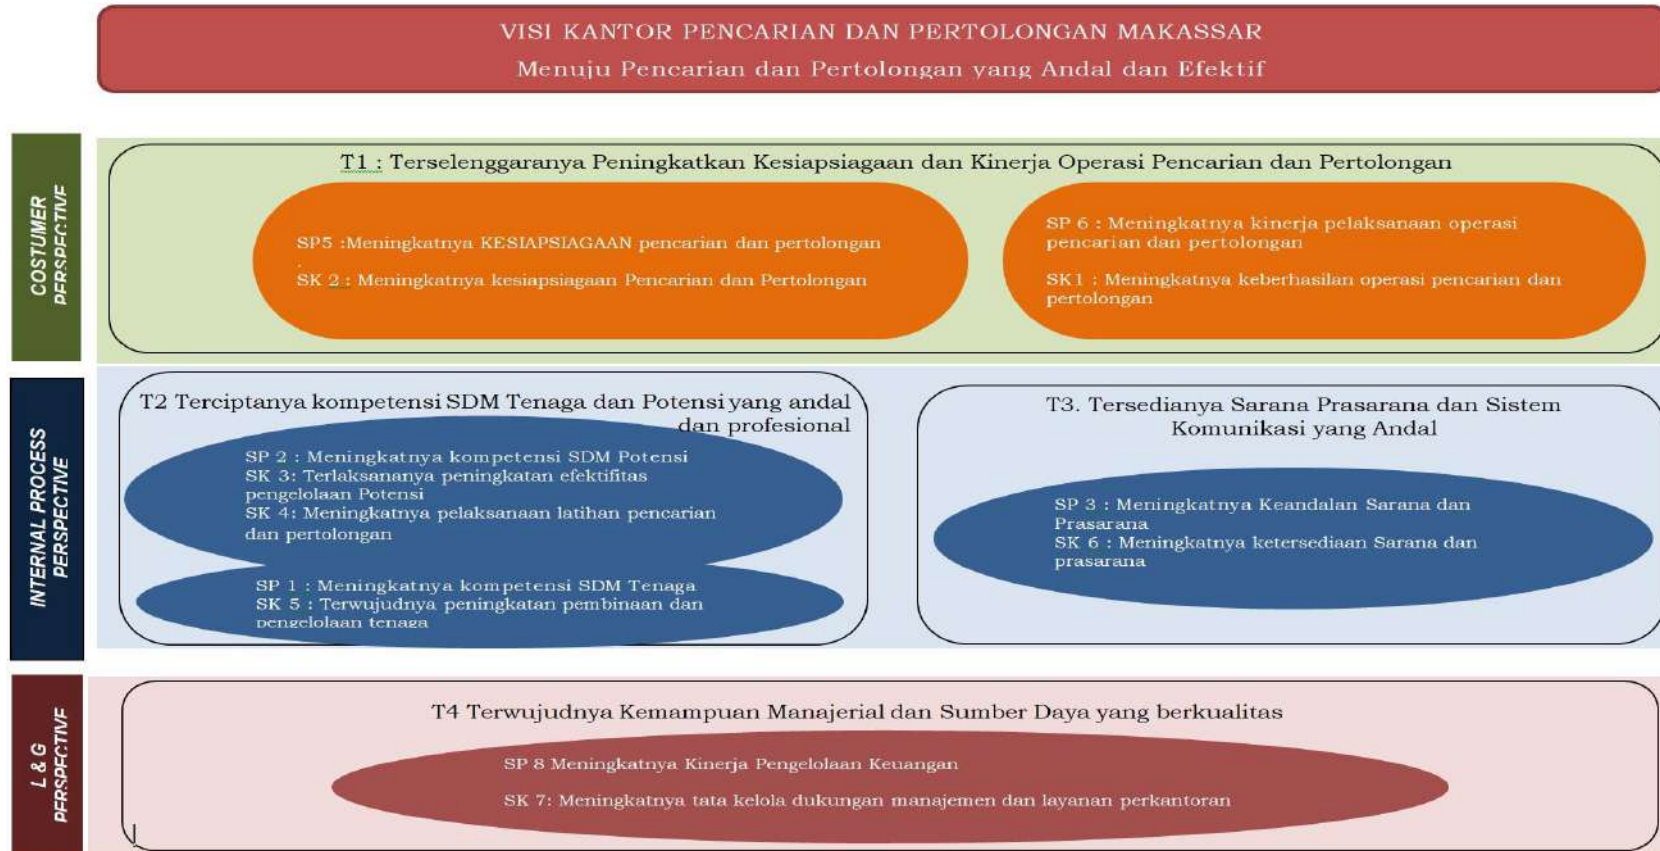 VISI KANTOR PENCARIAN DAN PERTOLONGAN MAKASSAR
Menuju Pencarian dan Pertolongan yang Andal dan Efektif
COSTUMER
PERSPECTIVE
T1 : Terselenggaranya Peningkatkan Kesiapsiagaan dan Kinerja Operasi Pencarian dan Pertolongan
SP5 :Meningkatnya KESIAPSIAGAAN pencarian dan pertolongan
.
SK 2 : Meningkatnya kesiapsiagaan Pencarian dan Pertolongan
SP 6 : Meningkatnya kinerja pelaksanaan operasi
pencarian dan pertolongan
SK1 : Meningkatnya keberhasilan operasi pencarian dan
pertolongan
INTERNAL PROCESS
PERSPECTIVE
T2 Terciptanya kompetensi SDM Tenaga dan Potensi yang andal
dan profesional
SP 2 : Meningkatnya kompetensi SDM Potensi
SK 3: Terlaksananya peningkatan efektifitas
pengelolaan Potensi
SK 4: Meningkatnya pelaksanaan latihan pencarian
dan pertolongan
SP 1 : Meningkatnya kompetensi SDM Tenaga
SK 5 : Terwujudnya peningkatan pembinaan dan
pengelolaan tenaga
T3. Tersedianya Sarana Prasarana dan Sistem
Komunikasi yang Andal
SP 3 : Meningkatnya Keandalan Sarana dan
Prasarana
SK 6 : Meningkatnya ketersediaan Sarana dan
prasarana
L & G
PERSPECTIVE
T4 Terwujudnya Kemampuan Manajerial dan Sumber Daya yang berkualitas
SP 8 Meningkatnya Kinerja Pengelolaan Keuangan
SK 7: Meningkatnya tata kelola dukungan manajemen dan layanan perkantoran